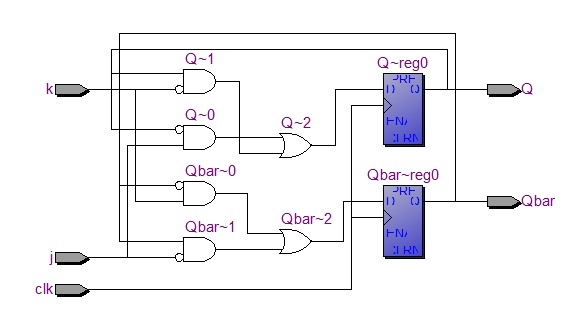 Q~1
Q~reg0
k
PRE
D Q
Q
Q~0
Q~2
ENA
CLRN
Qbar~0
Qbar~reg0
PRE
D Q
Qbar
Qbar~1
Qbar~2
ENA
CLRN
j
clk